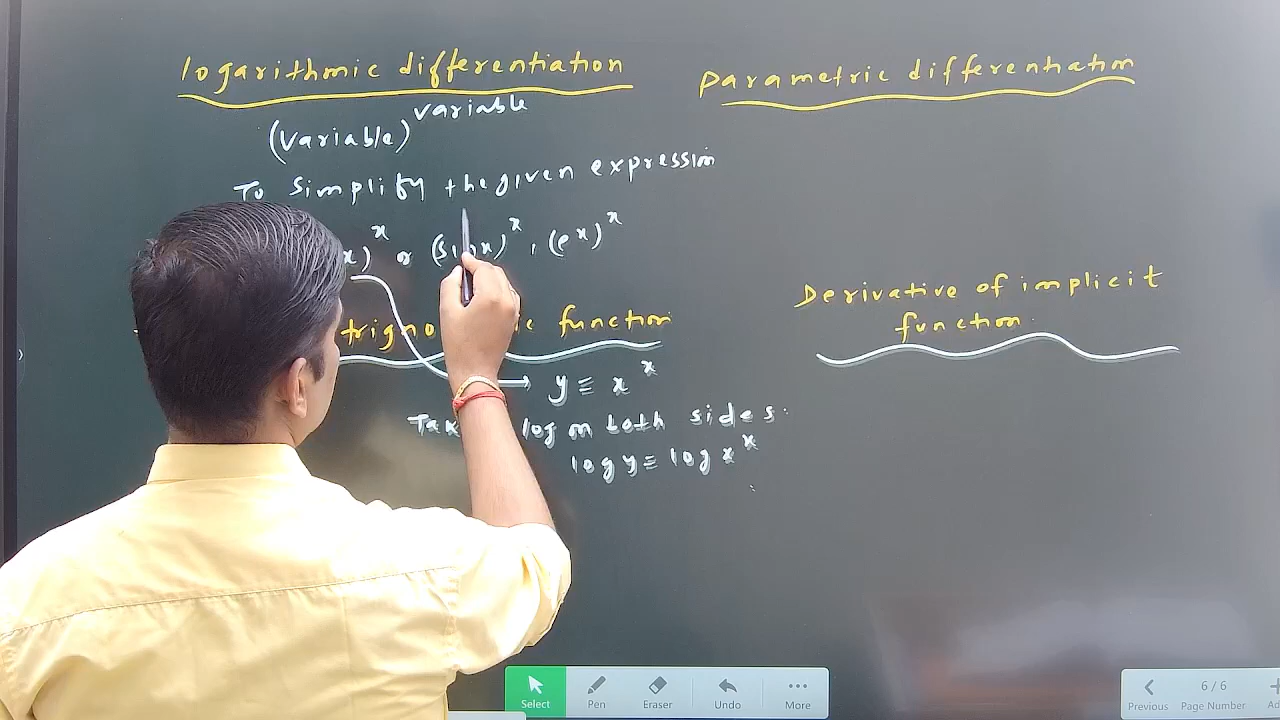 logarithmic differentiation
(variable)^variable
To simplify the given expression
x)^x or (sinx)^x, (e^x)^x
function
y = x^x
log on both sides.
log y = log x^x
Parametric differentiation
Derivative of implicit
function
Select Pen Eraser Undo More
6 / 6
Previous Page Number